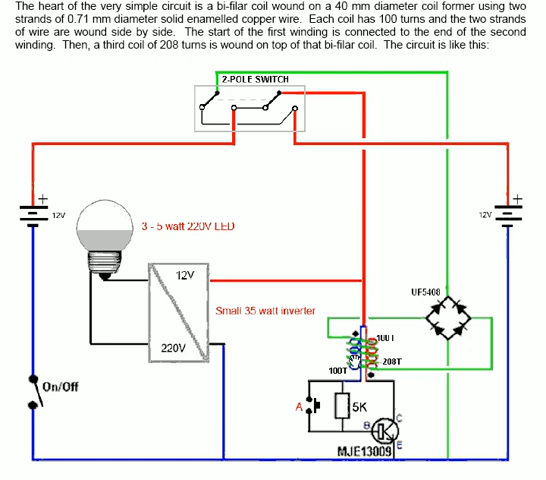 The heart of the very simple circuit is a bi-filar coil wound on a 40 mm diameter coil former using two
strands of 0.71 mm diameter solid enamelled copper wire. Each coil has 100 turns and the two strands
of wire are wound side by side. The start of the first winding is connected to the end of the second
winding. Then, a third coil of 208 turns is wound on top of that bi-filar coil. The circuit is like this:
2-POLE SWITCH
+
12V
+
12V
3 - 5 watt 220V LED
12V
UF5408
Small 35 watt inverter
220V
100T
208T
100T
On/Off
A
5K
C
B
E
MJE13009